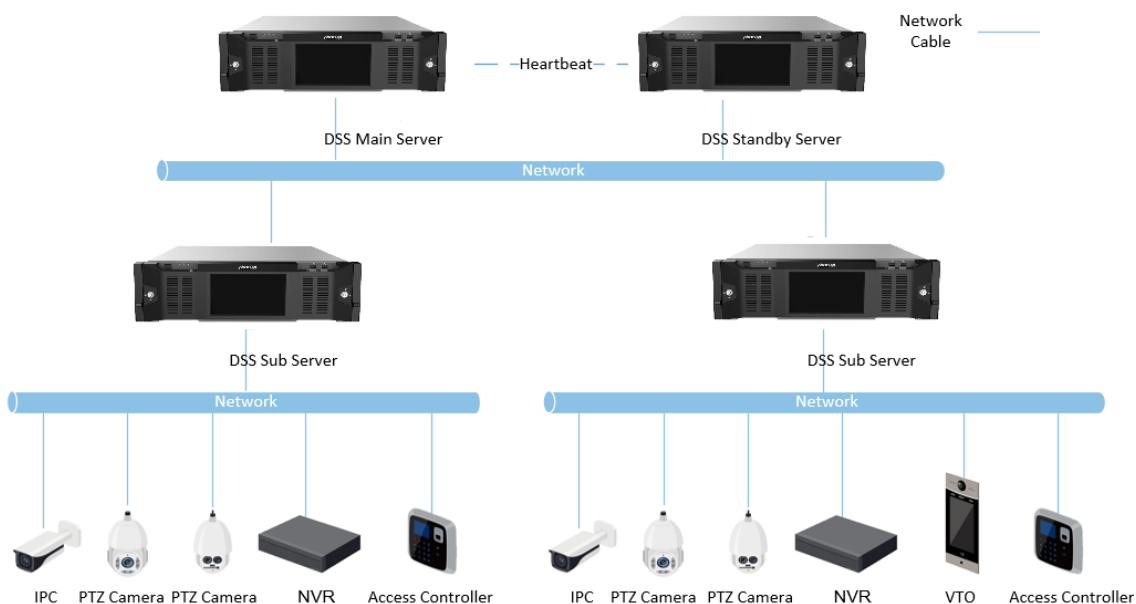 Network
Cable
Heartbeat
DSS Main Server
DSS Standby Server
Network
DSS Sub Server
DSS Sub Server
Network
Network
IPC
PTZ Camera
PTZ Camera
NVR
Access Controller
IPC
PTZ Camera
PTZ Camera
NVR
VTO
Access Controller